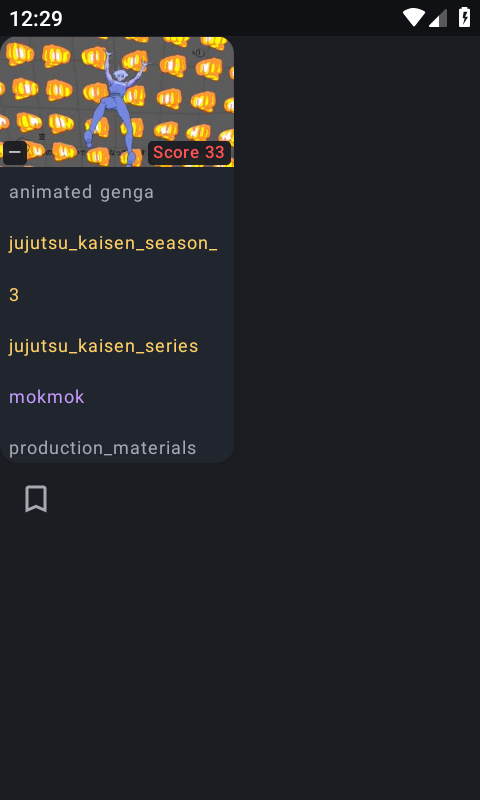 12:29
Score 33
animated genga
jujutsu_kaisen_season_
3
jujutsu_kaisen_series
mokmok
production_materials